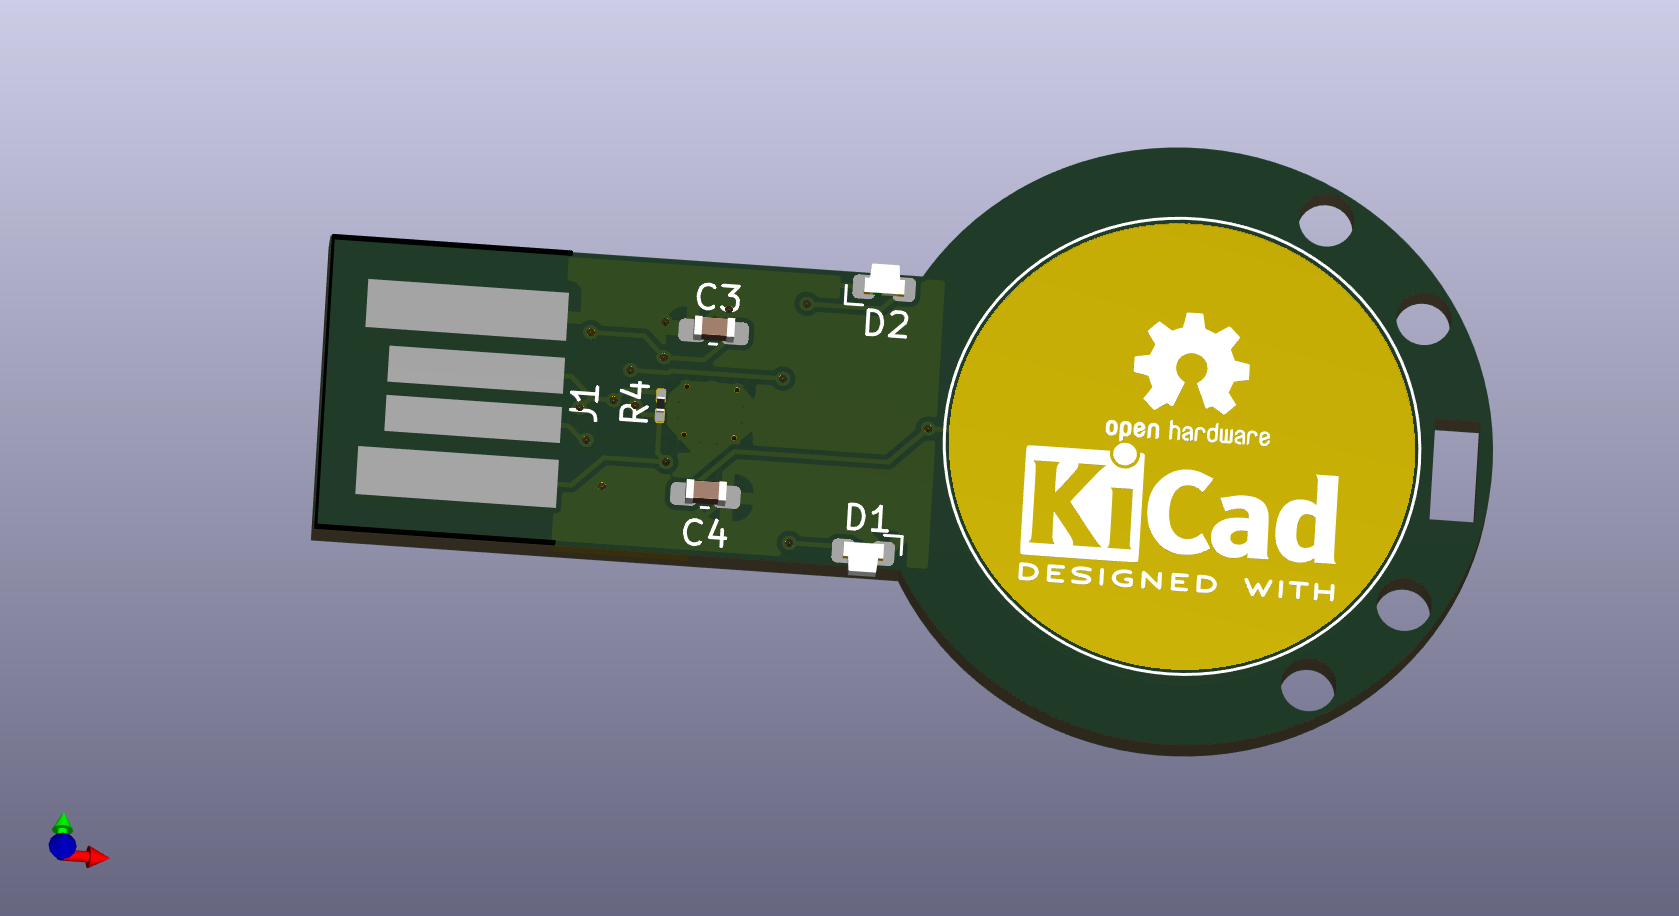 C3
D2
J1
R4
open hardware
KiCad
D1
C4
DESIGNED WITH